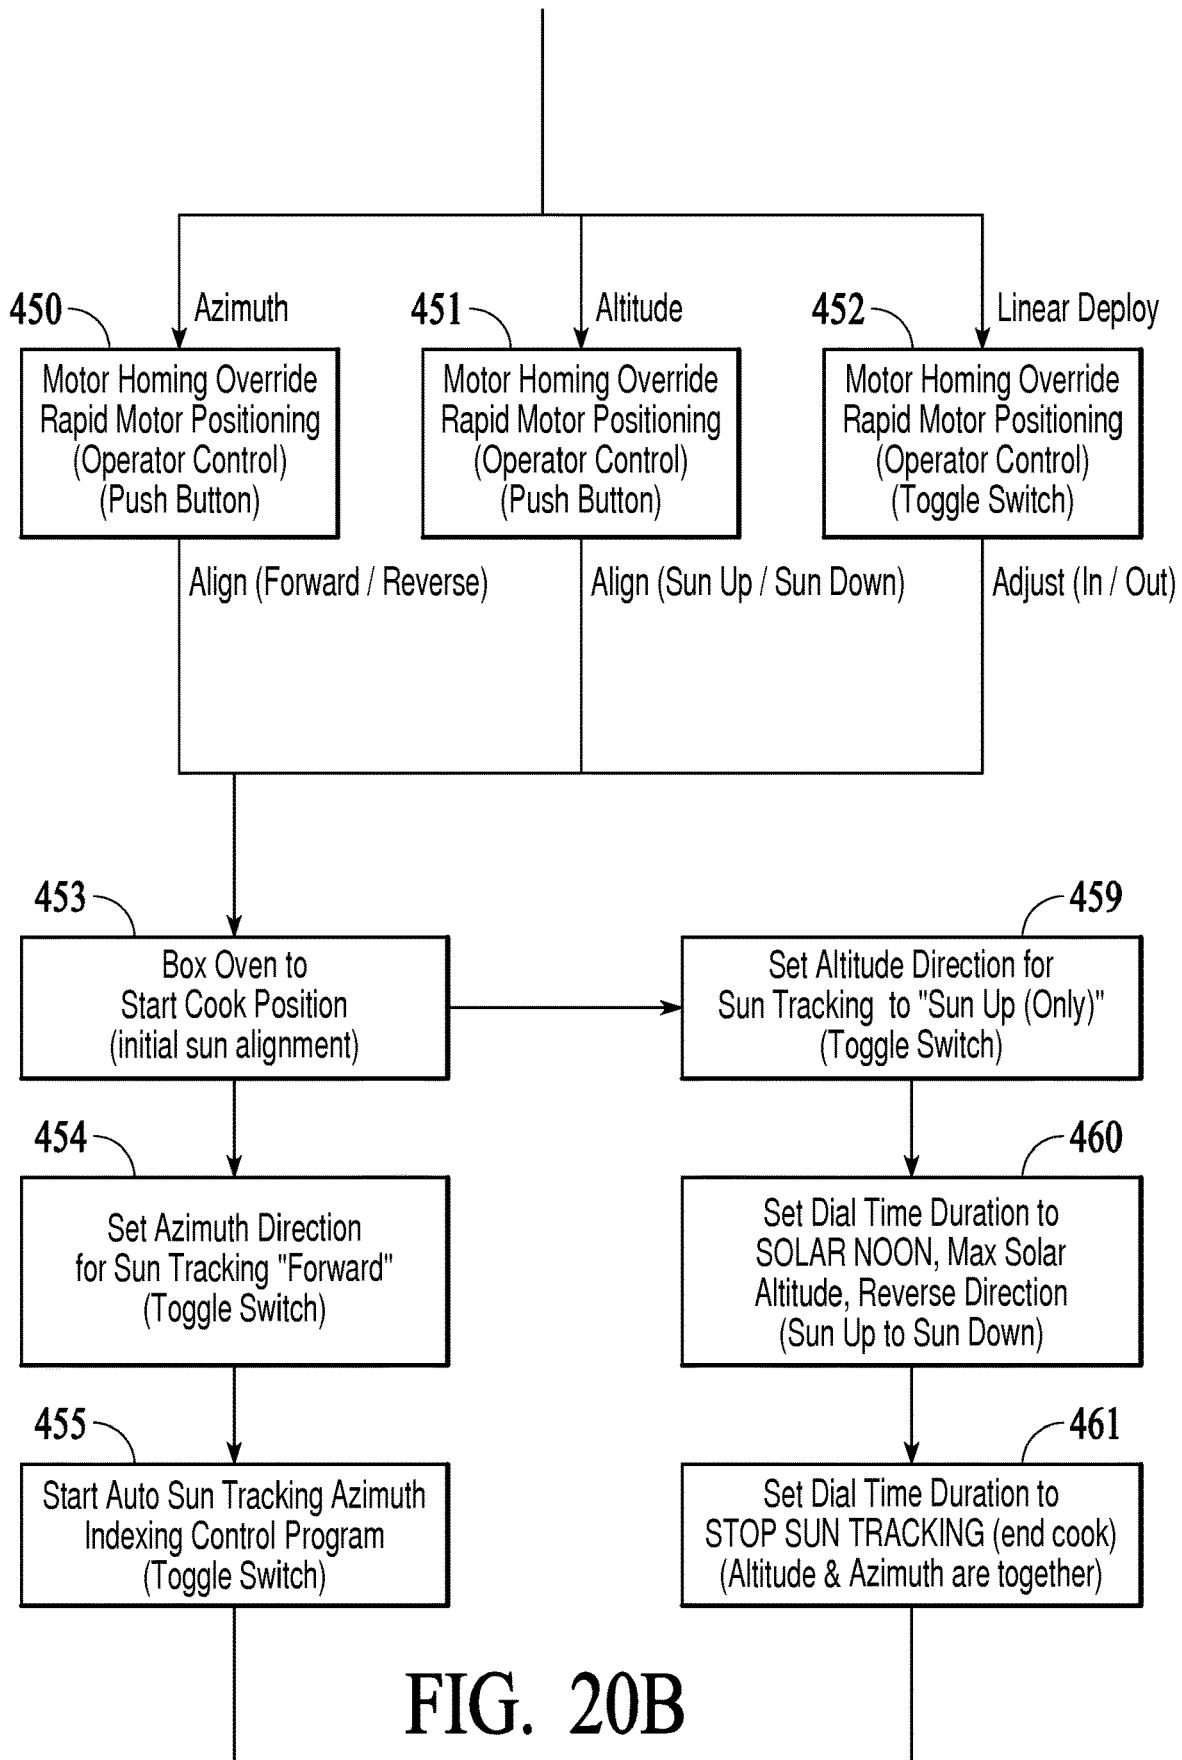 Azimuth
450
Motor Homing Override
Rapid Motor Positioning
(Operator Control)
(Push Button)
Align (Forward / Reverse)
Altitude
451
Motor Homing Override
Rapid Motor Positioning
(Operator Control)
(Push Button)
Align (Sun Up / Sun Down)
Linear Deploy
452
Motor Homing Override
Rapid Motor Positioning
(Operator Control)
(Toggle Switch)
Adjust (In / Out)
453
Box Oven to
Start Cook Position
(initial sun alignment)
454
Set Azimuth Direction
for Sun Tracking "Forward"
(Toggle Switch)
455
Start Auto Sun Tracking Azimuth
Indexing Control Program
(Toggle Switch)
459
Set Altitude Direction for
Sun Tracking to "Sun Up (Only)"
(Toggle Switch)
460
Set Dial Time Duration to
SOLAR NOON, Max Solar
Altitude, Reverse Direction
(Sun Up to Sun Down)
461
Set Dial Time Duration to
STOP SUN TRACKING (end cook)
(Altitude & Azimuth are together)
FIG. 20B